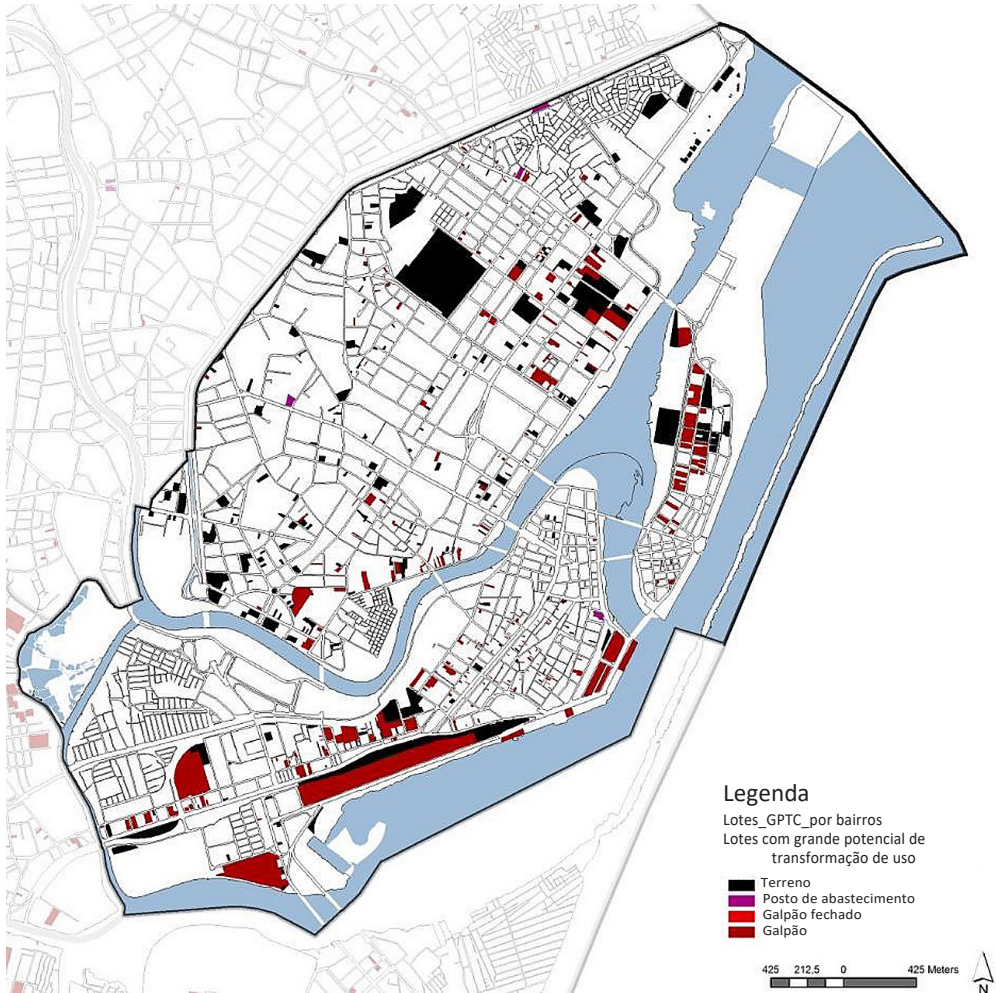 Legenda
Lotes_GPTC_por bairros
Lotes com grande potencial de
transformação de uso
Terreno
Posto de abastecimento
Galpão fechado
Galpão
425 212,5 0 425 Meters
N